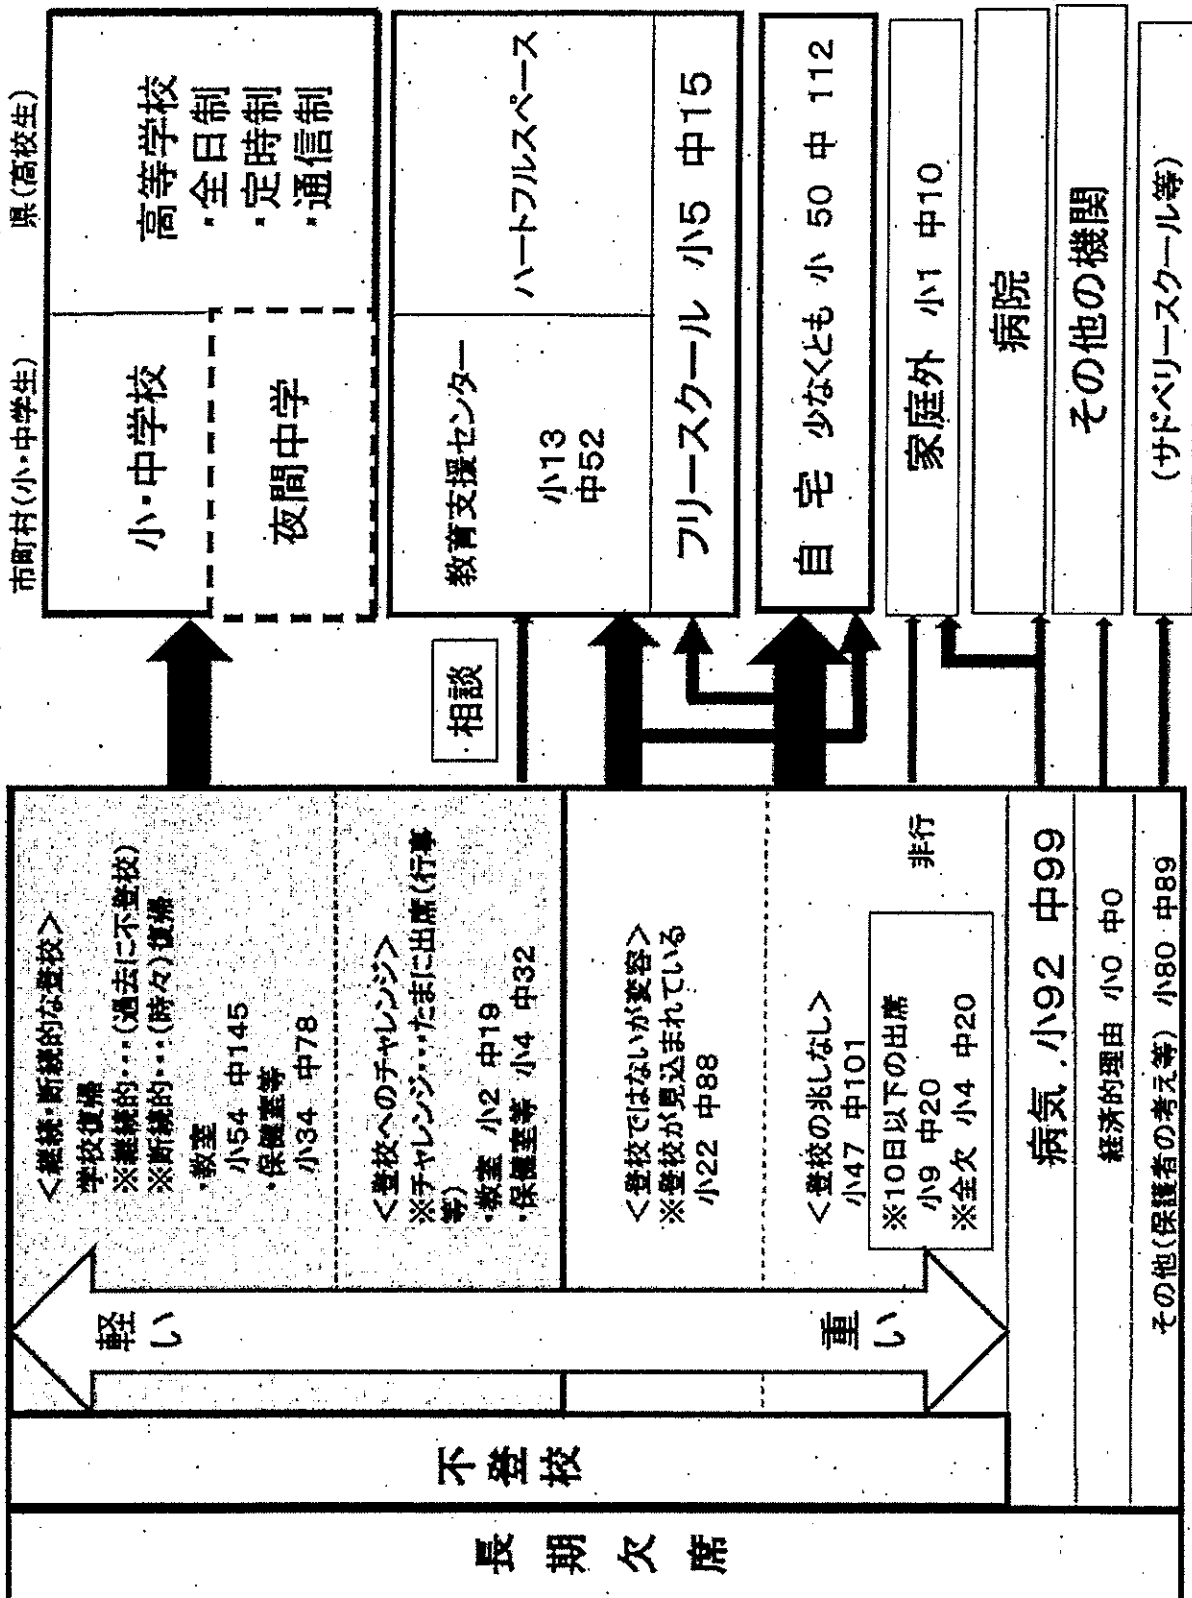 長期欠席
不登校
軽い
重い
＜継続・断続的な登校＞
学校復帰
※継続的・・・(過去に不登校)
※断続的・・・(時々)復帰
・教室
小54 中145
・保健室等
小34 中78
＜登校へのチャレンジ＞
※チャレンジ・・・たまに出席(行事
等)
・教室 小2 中19
・保健室等 小4 中32
＜登校ではないが変容＞
※登校が見込まれている
小22 中88
＜登校の兆しなし＞
小47 中101
※10日以下の出席
小9 中20
※全欠 小4 中20
非行
病気 小92 中99
経済的理由 小0 中0
その他(保護者の考え等) 小80 中89
相談
市町村(小・中学生)
県(高校生)
小・中学校
夜間中学
高等学校
・全日制
・定時制
・通信制
教育支援センター
小13
中52
ハートフルスペース
フリースクール 小5 中15
自 宅 少なくとも 小 50 中 112
家庭外 小1 中10
病院
その他の機関
(サドベリースクール等)